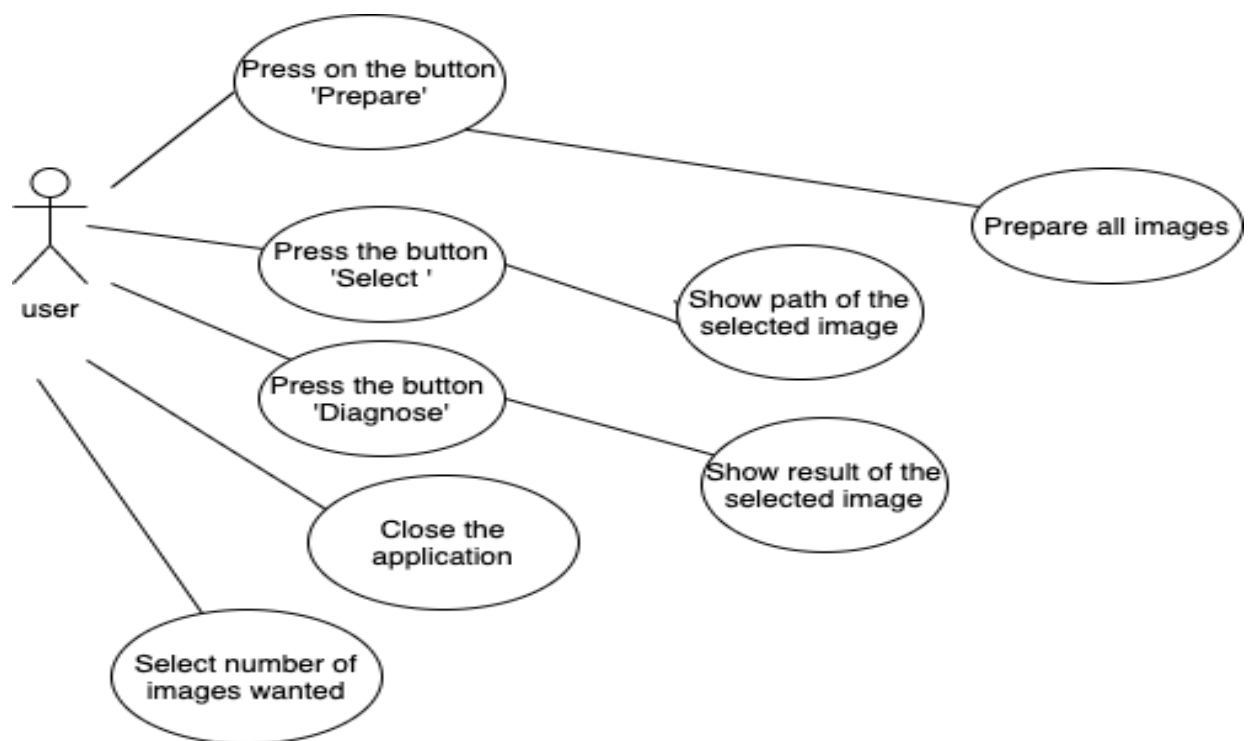 Press on the button
'Prepare'
Prepare all images
Press the button
'Select '
Show path of the
selected image
user
Press the button
'Diagnose'
Show result of the
selected image
Close the
application
Select number of
images wanted